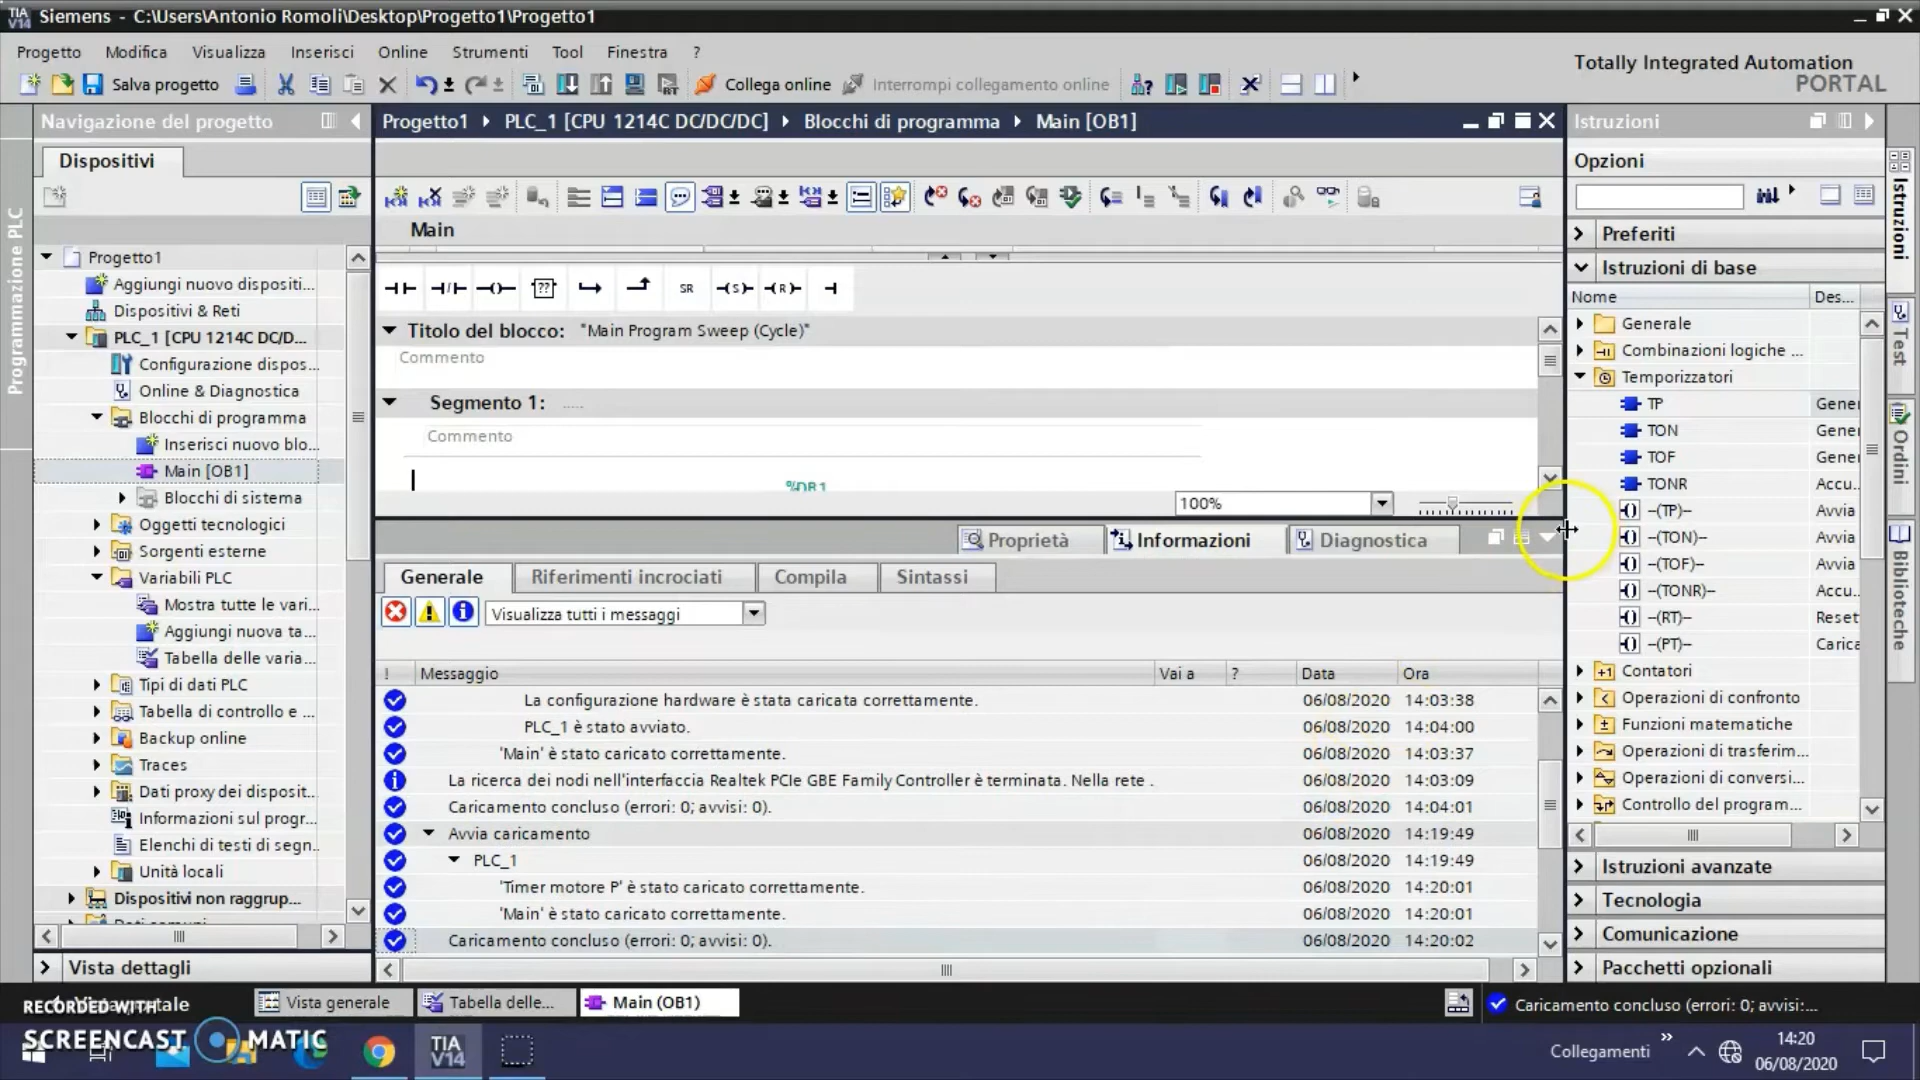 TIA V14 Siemens - C:\Users\Antonio Romoli\Desktop\Progetto1\Progetto1
Progetto Modifica Visualizza Inserisci Online Strumenti Tool Finestra ?
Totally Integrated Automation
PORTAL
Salva progetto Collega online Interrompi collegamento online
Navigazione del progetto
Progetto1 PLC_1 [CPU 1214C DC/DC/DC] Blocchi di programma Main [OB1]
Istruzioni
Dispositivi
Opzioni
Programmazione PLC
Main
Istruzioni
Test
Ordini
Biblioteche
Progetto1
Aggiungi nuovo dispositi...
Dispositivi & Reti
PLC_1 [CPU 1214C DC/D...
Configurazione dispos...
Online & Diagnostica
Blocchi di programma
Inserisci nuovo blo...
Main [OB1]
Blocchi di sistema
Oggetti tecnologici
Sorgenti esterne
Variabili PLC
Mostra tutte le vari...
Aggiungi nuova ta...
Tabella delle varia...
Tipi di dati PLC
Tabella di controllo e ...
Backup online
Traces
Dati proxy dei disposit...
Informazioni sul progr...
Elenchi di testi di segn...
Unità locali
Dispositivi non raggrup...
Vista dettagli
?? SR (S) (R)
Titolo del blocco: "Main Program Sweep (Cycle)"
Commento
Segmento 1: .....
Commento
%DB1
100%
Proprietà Informazioni Diagnostica
Generale Riferimenti incrociati Compila Sintassi
Visualizza tutti i messaggi
! Messaggio Vai a ? Data Ora
La configurazione hardware è stata caricata correttamente. 06/08/2020 14:03:38
PLC_1 è stato avviato. 06/08/2020 14:04:00
'Main' è stato caricato correttamente. 06/08/2020 14:03:37
La ricerca dei nodi nell'interfaccia Realtek PCIe GBE Family Controller è terminata. Nella rete . 06/08/2020 14:03:09
Caricamento concluso (errori: 0; avvisi: 0). 06/08/2020 14:04:01
Avvia caricamento 06/08/2020 14:19:49
PLC_1 06/08/2020 14:19:49
'Timer motore P' è stato caricato correttamente. 06/08/2020 14:20:01
'Main' è stato caricato correttamente. 06/08/2020 14:20:01
Caricamento concluso (errori: 0; avvisi: 0). 06/08/2020 14:20:02
Preferiti
Istruzioni di base
Nome Des...
Generale
Combinazioni logiche ...
Temporizzatori
TP Gener
TON Gener
TOF Gener
TONR Accu...
-(TP)- Avvia
-(TON)- Avvia
-(TOF)- Avvia
-(TONR)- Accu...
-(RT)- Reset
-(PT)- Carica
Contatori
Operazioni di confronto
Funzioni matematiche
Operazioni di trasferim...
Operazioni di conversi...
Controllo del program...
Istruzioni avanzate
Tecnologia
Comunicazione
Pacchetti opzionali
Vista generale Tabella delle... Main (OB1) Caricamento concluso (errori: 0; avvisi:...
RECORDED WITH
SCREENCAST MATIC
TIA V14
Collegamenti
14:20
06/08/2020